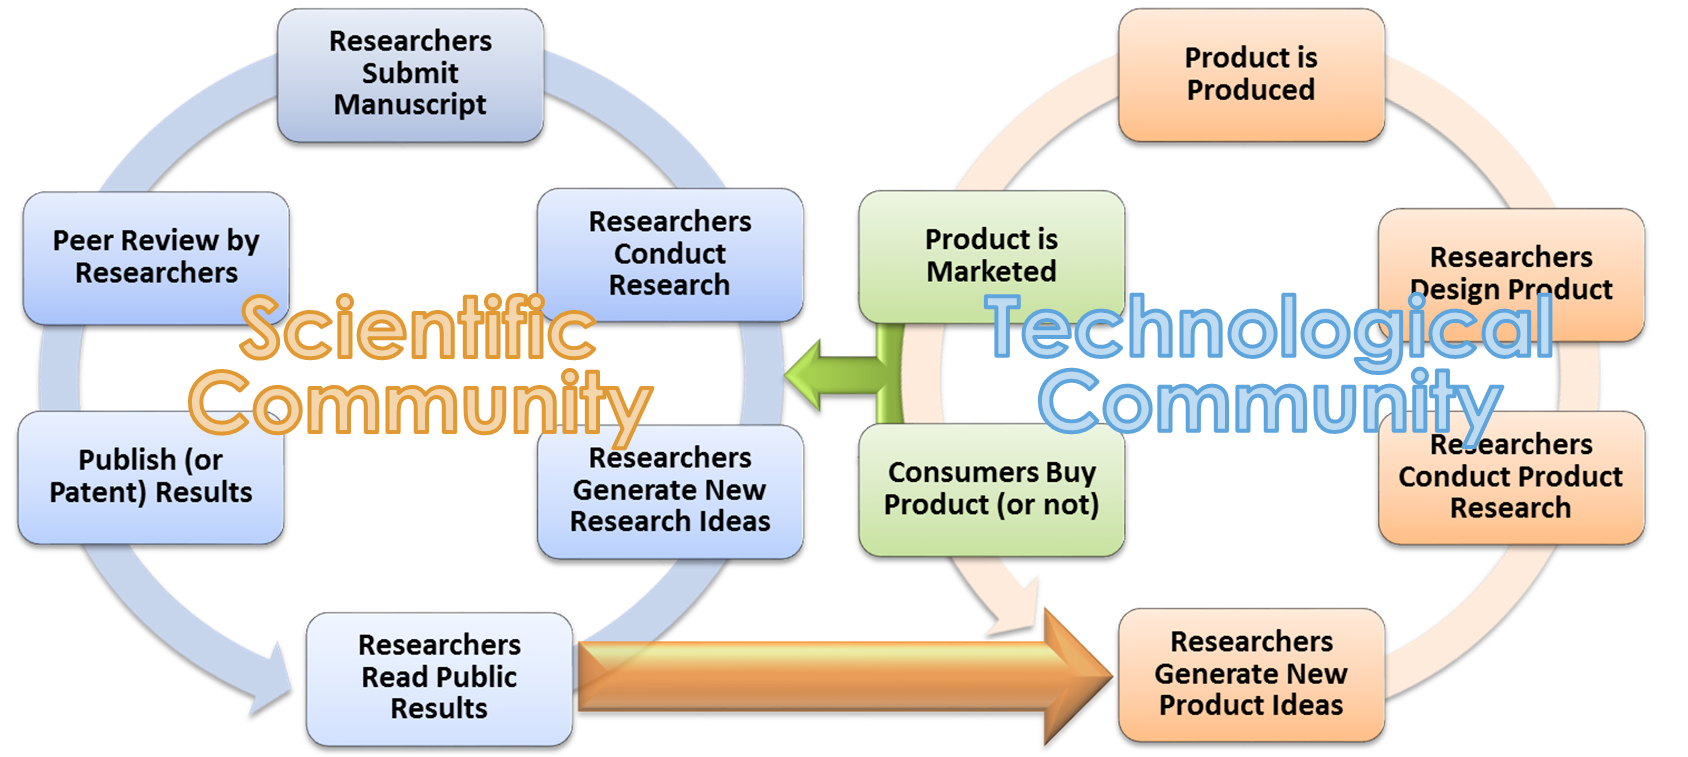 Researchers
Submit
Manuscript
Peer Review by
Researchers
Researchers
Conduct
Research
Scientific
Community
Publish (or
Patent) Results
Researchers
Generate New
Research Ideas
Researchers
Read Public
Results
Product is
Produced
Product is
Marketed
Researchers
Design Product
Technological
Community
Consumers Buy
Product (or not)
Researchers
Conduct Product
Research
Researchers
Generate New
Product Ideas